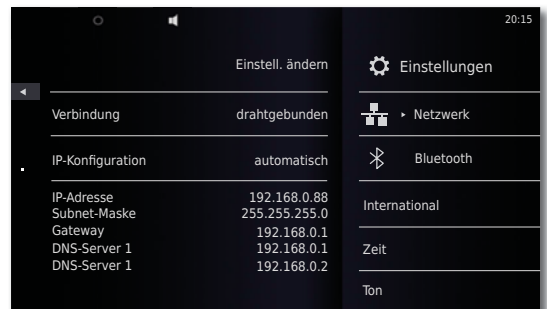 20:15
Einstell. ändern
Verbindung drahtgebunden
IP-Konfiguration automatisch
IP-Adresse 192.168.0.88
Subnet-Maske 255.255.255.0
Gateway 192.168.0.1
DNS-Server 1 192.168.0.1
DNS-Server 1 192.168.0.2
Einstellungen
Netzwerk
Bluetooth
International
Zeit
Ton